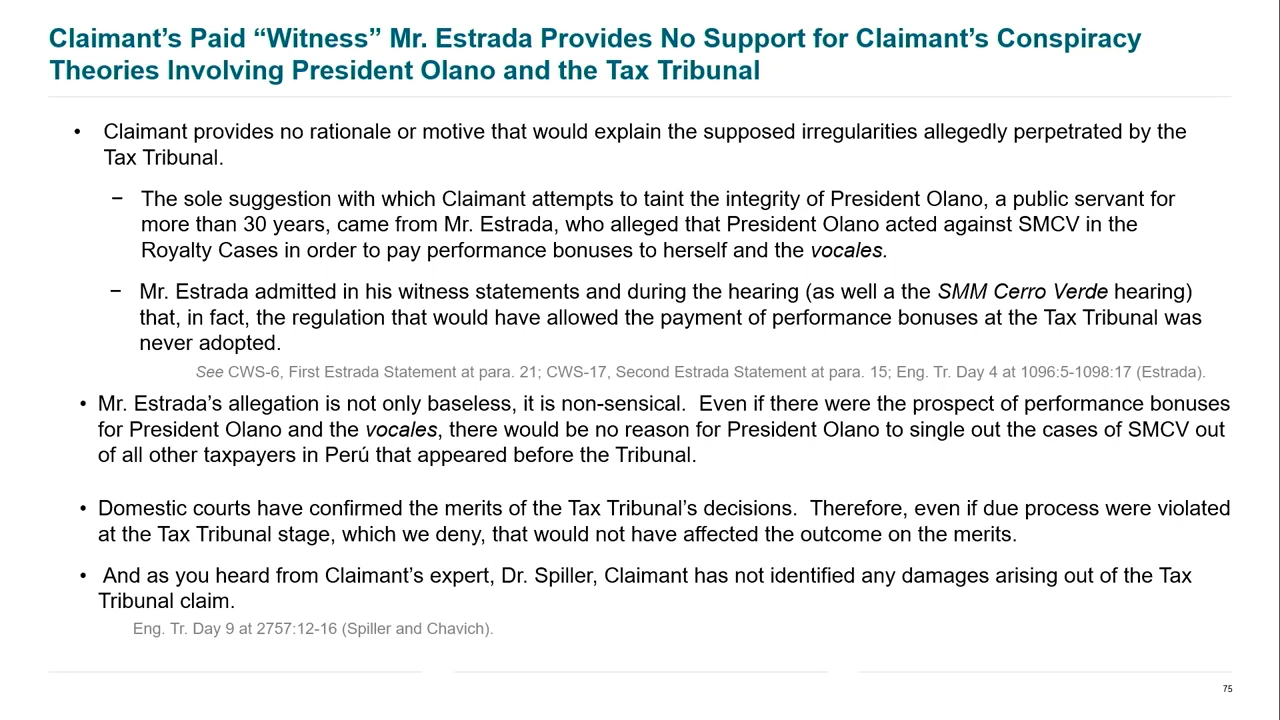 Claimant’s Paid “Witness” Mr. Estrada Provides No Support for Claimant’s Conspiracy
Theories Involving President Olano and the Tax Tribunal
• Claimant provides no rationale or motive that would explain the supposed irregularities allegedly perpetrated by the
Tax Tribunal.
− The sole suggestion with which Claimant attempts to taint the integrity of President Olano, a public servant for
more than 30 years, came from Mr. Estrada, who alleged that President Olano acted against SMCV in the
Royalty Cases in order to pay performance bonuses to herself and the vocales.
− Mr. Estrada admitted in his witness statements and during the hearing (as well a the SMM Cerro Verde hearing)
that, in fact, the regulation that would have allowed the payment of performance bonuses at the Tax Tribunal was
never adopted.
See CWS-6, First Estrada Statement at para. 21; CWS-17, Second Estrada Statement at para. 15; Eng. Tr. Day 4 at 1096:5-1098:17 (Estrada).
• Mr. Estrada’s allegation is not only baseless, it is non-sensical. Even if there were the prospect of performance bonuses
for President Olano and the vocales, there would be no reason for President Olano to single out the cases of SMCV out
of all other taxpayers in Perú that appeared before the Tribunal.
• Domestic courts have confirmed the merits of the Tax Tribunal’s decisions. Therefore, even if due process were violated
at the Tax Tribunal stage, which we deny, that would not have affected the outcome on the merits.
• And as you heard from Claimant’s expert, Dr. Spiller, Claimant has not identified any damages arising out of the Tax
Tribunal claim.
Eng. Tr. Day 9 at 2757:12-16 (Spiller and Chavich).
75